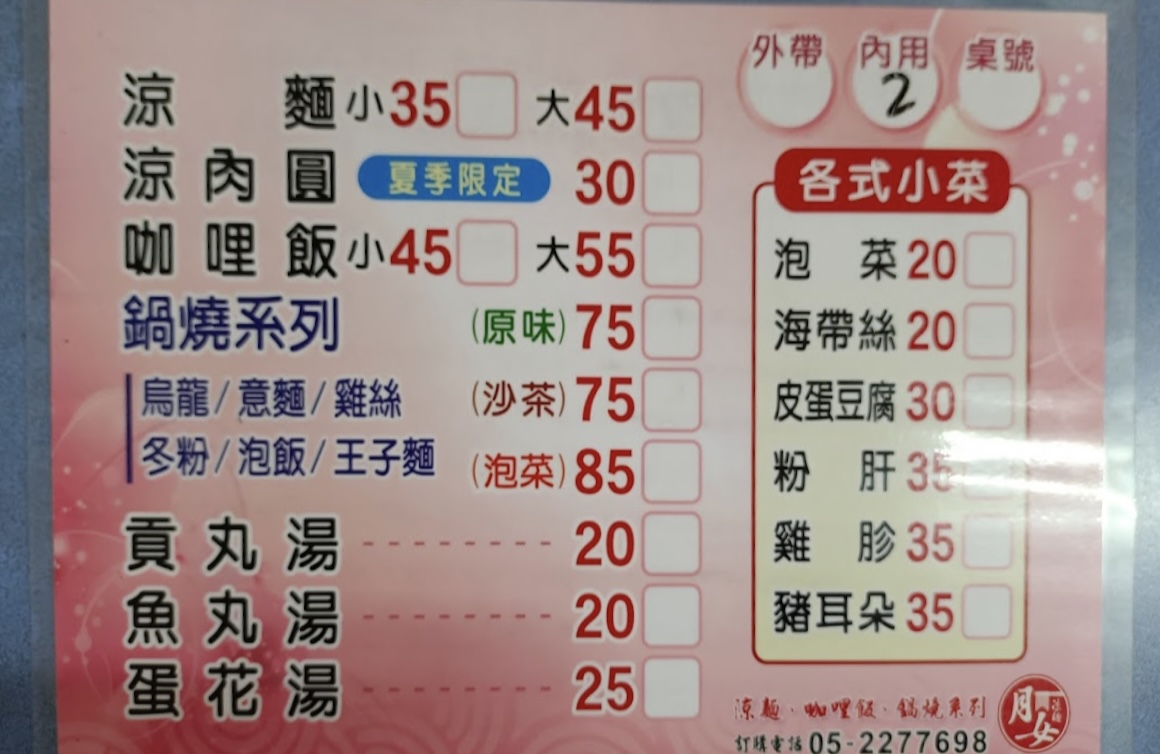 外帶 內用 桌號
2
涼麵 小35 大45
涼肉圓 夏季限定 30
咖哩飯 小45 大55
鍋燒系列 (原味) 75
烏龍/意麵/雞絲 (沙茶) 75
冬粉/泡飯/王子麵 (泡菜) 85
貢丸湯 -------- 20
魚丸湯 -------- 20
蛋花湯 -------- 25
各式小菜
泡菜 20
海帶絲 20
皮蛋豆腐 30
粉肝 35
雞胗 35
豬耳朵 35
涼麵、咖哩飯、鍋燒系列
訂購電話 05-2277698